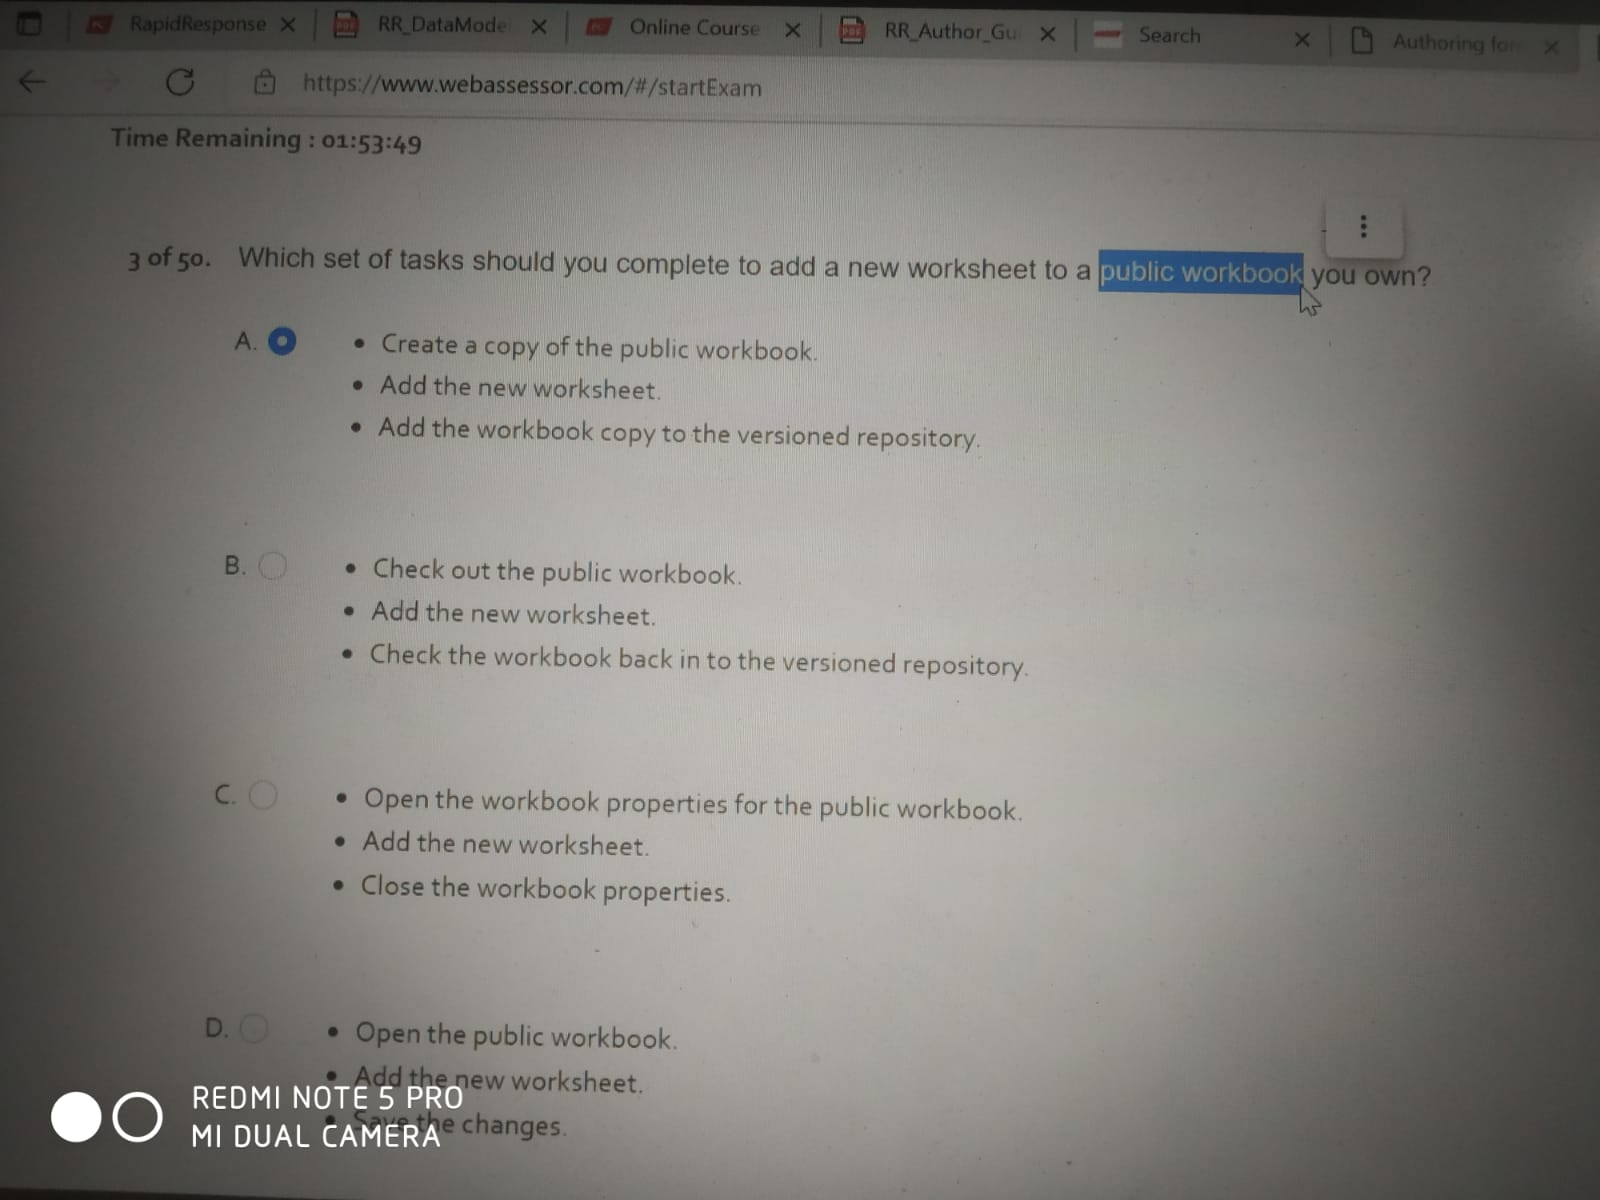 RapidResponse
RR_DataMode
Online Course
RR_Author_Gu
Search
Authoring for
https://www.webassessor.com/#/startExam
Time Remaining : 01:53:49
3 of 50. Which set of tasks should you complete to add a new worksheet to a public workbook you own?
A.
• Create a copy of the public workbook.
• Add the new worksheet.
• Add the workbook copy to the versioned repository.
B.
• Check out the public workbook.
• Add the new worksheet.
• Check the workbook back in to the versioned repository.
C.
• Open the workbook properties for the public workbook.
• Add the new worksheet.
• Close the workbook properties.
D.
• Open the public workbook.
• Add the new worksheet.
• Save the changes.
REDMI NOTE 5 PRO
MI DUAL CAMERA